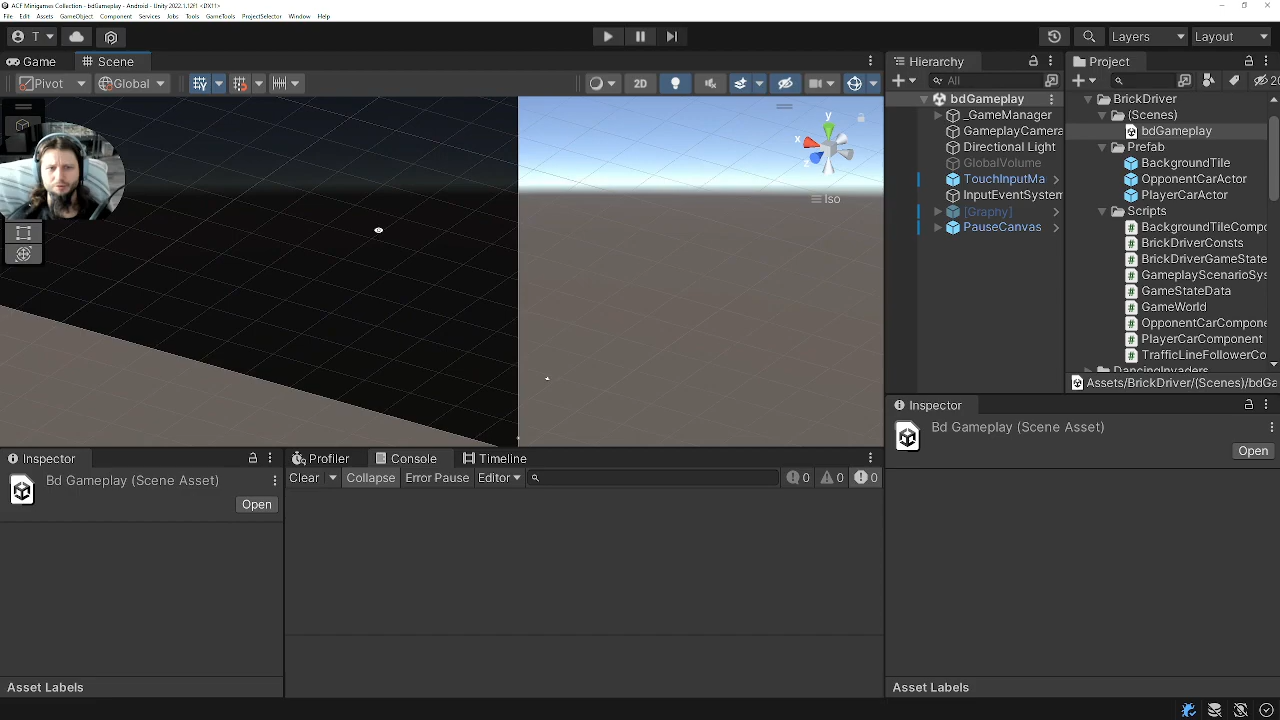 ACF Minigames Collection - bdGameplay - Android - Unity 2022.1.12f1 <DX11>
File Edit Assets GameObject Component Services Jobs Tools GameTools ProjectSelector Window Help
T
Layers
Layout
Game
Scene
Hierarchy
Project
Pivot
Global
2D
All
20
y
x
z
Iso
bdGameplay
_GameManager
GameplayCamera
Directional Light
GlobalVolume
TouchInputMa
InputEventSystem
[Graphy]
PauseCanvas
BrickDriver
(Scenes)
bdGameplay
Prefab
BackgroundTile
OpponentCarActor
PlayerCarActor
Scripts
BackgroundTileCompo
BrickDriverConsts
BrickDriverGameState
GameplayScenarioSys
GameStateData
GameWorld
OpponentCarCompone
PlayerCarComponent
TrafficLineFollowerCo
DancingInvaders
Assets/BrickDriver/(Scenes)/bdGa
Inspector
Bd Gameplay (Scene Asset)
Open
Asset Labels
Inspector
Bd Gameplay (Scene Asset)
Open
Asset Labels
Profiler
Console
Timeline
Clear
Collapse
Error Pause
Editor
0
0
0